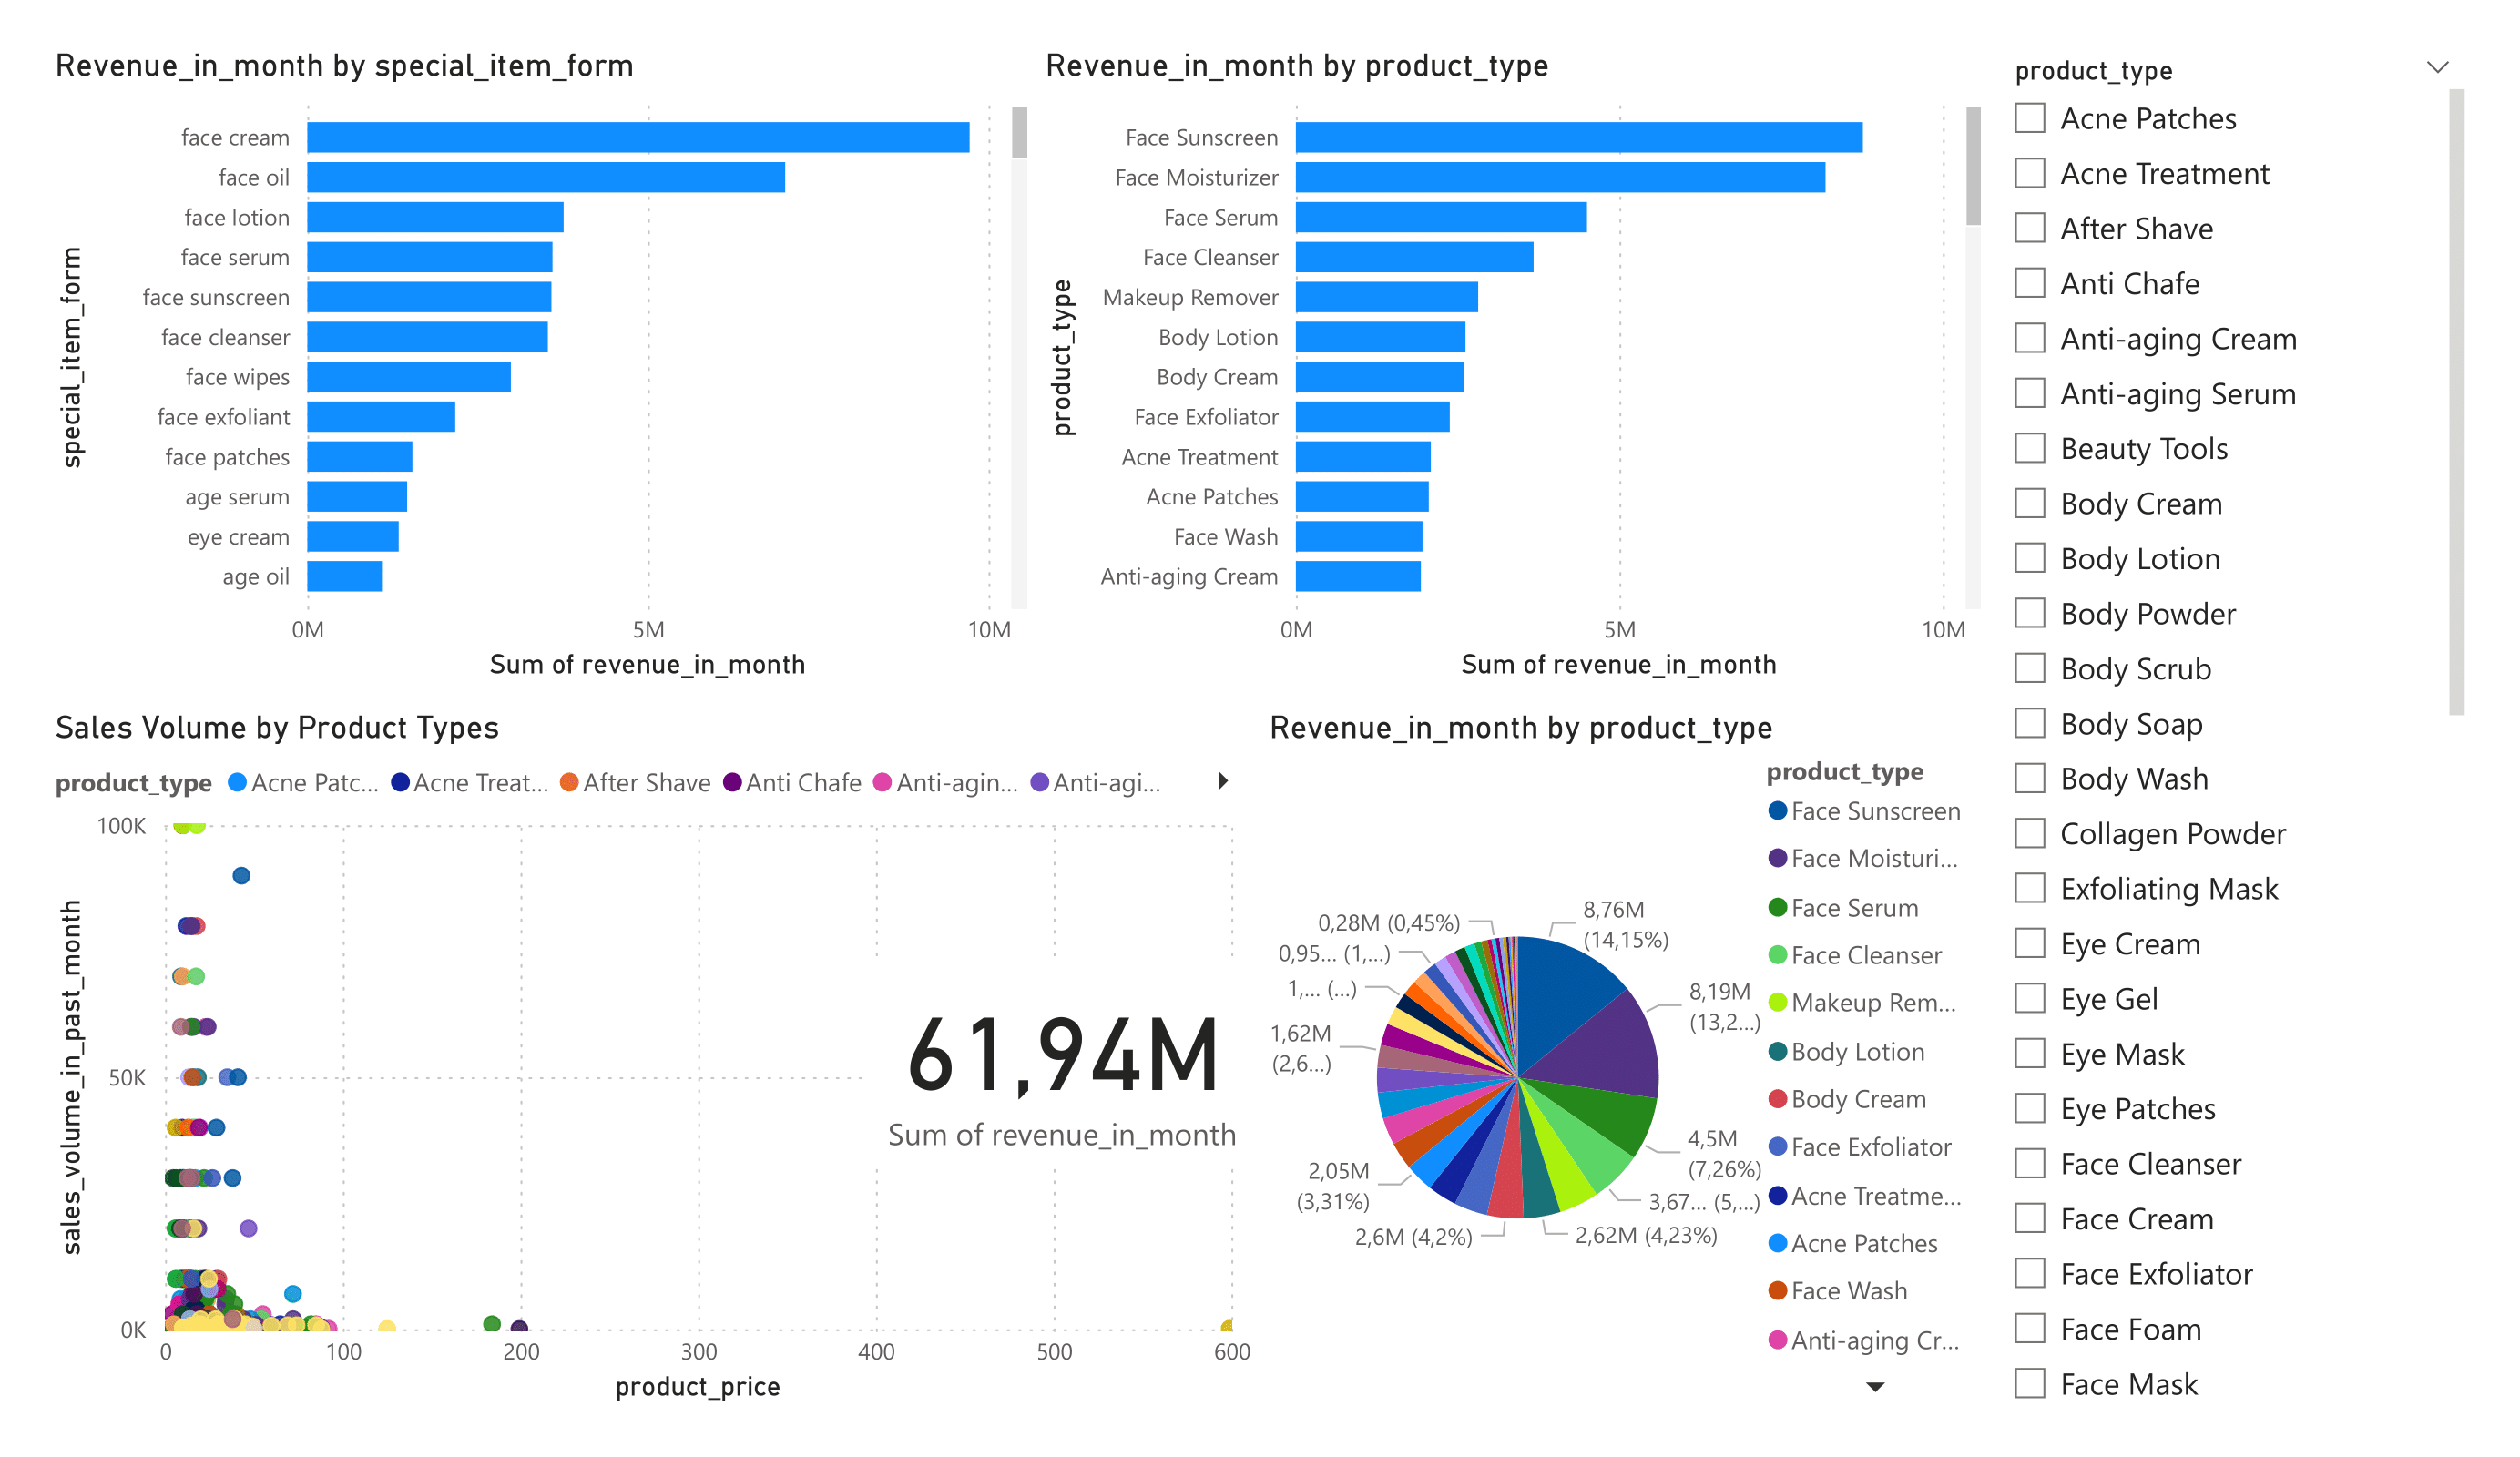 Revenue_in_month by special_item_form
special_item_form
face cream
face oil
face lotion
face serum
face sunscreen
face cleanser
face wipes
face exfoliant
face patches
age serum
eye cream
age oil
0M
5M
10M
Sum of revenue_in_month
Revenue_in_month by product_type
product_type
Face Sunscreen
Face Moisturizer
Face Serum
Face Cleanser
Makeup Remover
Body Lotion
Body Cream
Face Exfoliator
Acne Treatment
Acne Patches
Face Wash
Anti-aging Cream
0M
5M
10M
Sum of revenue_in_month
product_type
Acne Patches
Acne Treatment
After Shave
Anti Chafe
Anti-aging Cream
Anti-aging Serum
Beauty Tools
Body Cream
Body Lotion
Body Powder
Body Scrub
Body Soap
Body Wash
Collagen Powder
Exfoliating Mask
Eye Cream
Eye Gel
Eye Mask
Eye Patches
Face Cleanser
Face Cream
Face Exfoliator
Face Foam
Face Mask
Sales Volume by Product Types
product_type
Acne Patc...
Acne Treat...
After Shave
Anti Chafe
Anti-agin...
Anti-agi...
sales_volume_in_past_month
100K
50K
0K
0
100
200
300
400
500
600
product_price
61,94M
Sum of revenue_in_month
Revenue_in_month by product_type
8,76M
(14,15%)
8,19M
(13,2...)
4,5M
(7,26%)
3,67... (5,...)
2,62M (4,23%)
2,6M (4,2%)
2,05M
(3,31%)
1,62M
(2,6...)
1,... (...)
0,95... (1,...)
0,28M (0,45%)
product_type
Face Sunscreen
Face Moisturi...
Face Serum
Face Cleanser
Makeup Rem...
Body Lotion
Body Cream
Face Exfoliator
Acne Treatme...
Acne Patches
Face Wash
Anti-aging Cr...